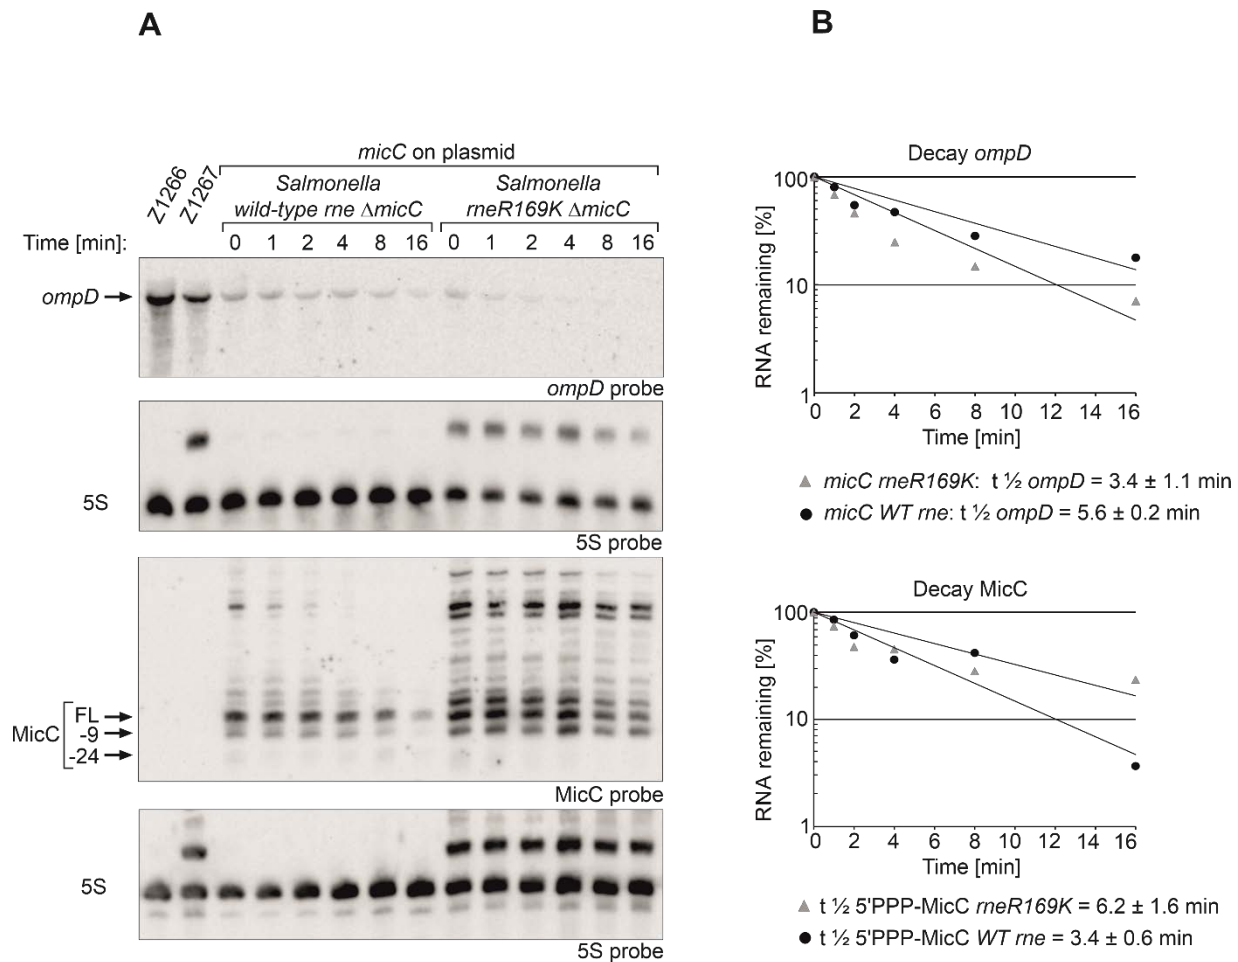 A
B
Z1266
Z1267
micC on plasmid
Salmonella
wild-type rne ΔmicC
Salmonella
rneR169K ΔmicC
Time [min]: 0 1 2 4 8 16 0 1 2 4 8 16
ompD
ompD probe
5S
5S probe
MicC
FL
-9
-24
MicC probe
5S
5S probe
Decay ompD
RNA remaining [%]
100
10
1
0 2 4 6 8 10 12 14 16
Time [min]
micC rneR169K: t ½ ompD = 3.4 ± 1.1 min
micC WT rne: t ½ ompD = 5.6 ± 0.2 min
Decay MicC
RNA remaining [%]
100
10
1
0 2 4 6 8 10 12 14 16
Time [min]
t ½ 5'PPP-MicC rneR169K = 6.2 ± 1.6 min
t ½ 5'PPP-MicC WT rne = 3.4 ± 0.6 min